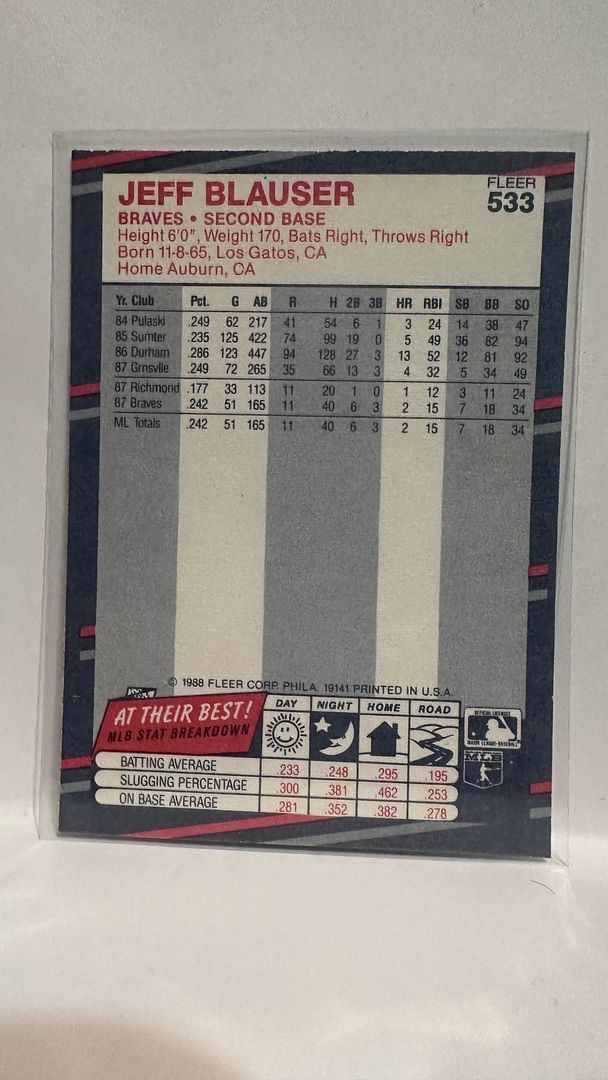 JEFF BLAUSER
FLEER
533
BRAVES • SECOND BASE
Height 6'0", Weight 170, Bats Right, Throws Right
Born 11-8-65, Los Gatos, CA
Home Auburn, CA
Yr. Club Pct. G AB R H 2B 3B HR RBI SB BB SO
84 Pulaski .249 62 217 41 54 6 1 3 24 14 38 47
85 Sumter .235 125 422 74 99 19 0 5 49 36 82 94
86 Durham .286 123 447 94 128 27 3 13 52 12 81 92
87 Grnsvlle .249 72 265 35 66 13 3 4 32 5 34 49
87 Richmond .177 33 113 11 20 1 0 1 12 3 11 24
87 Braves .242 51 165 11 40 6 3 2 15 7 18 34
ML Totals .242 51 165 11 40 6 3 2 15 7 18 34
© 1988 FLEER CORP. PHILA. 19141 PRINTED IN U.S.A.
AT THEIR BEST!
MLB STAT BREAKDOWN
DAY NIGHT HOME ROAD
BATTING AVERAGE .233 .248 .295 .195
SLUGGING PERCENTAGE .300 .381 .462 .253
ON BASE AVERAGE .281 .352 .382 .278
OFFICIAL LICENSEE
MAJOR LEAGUE BASEBALL